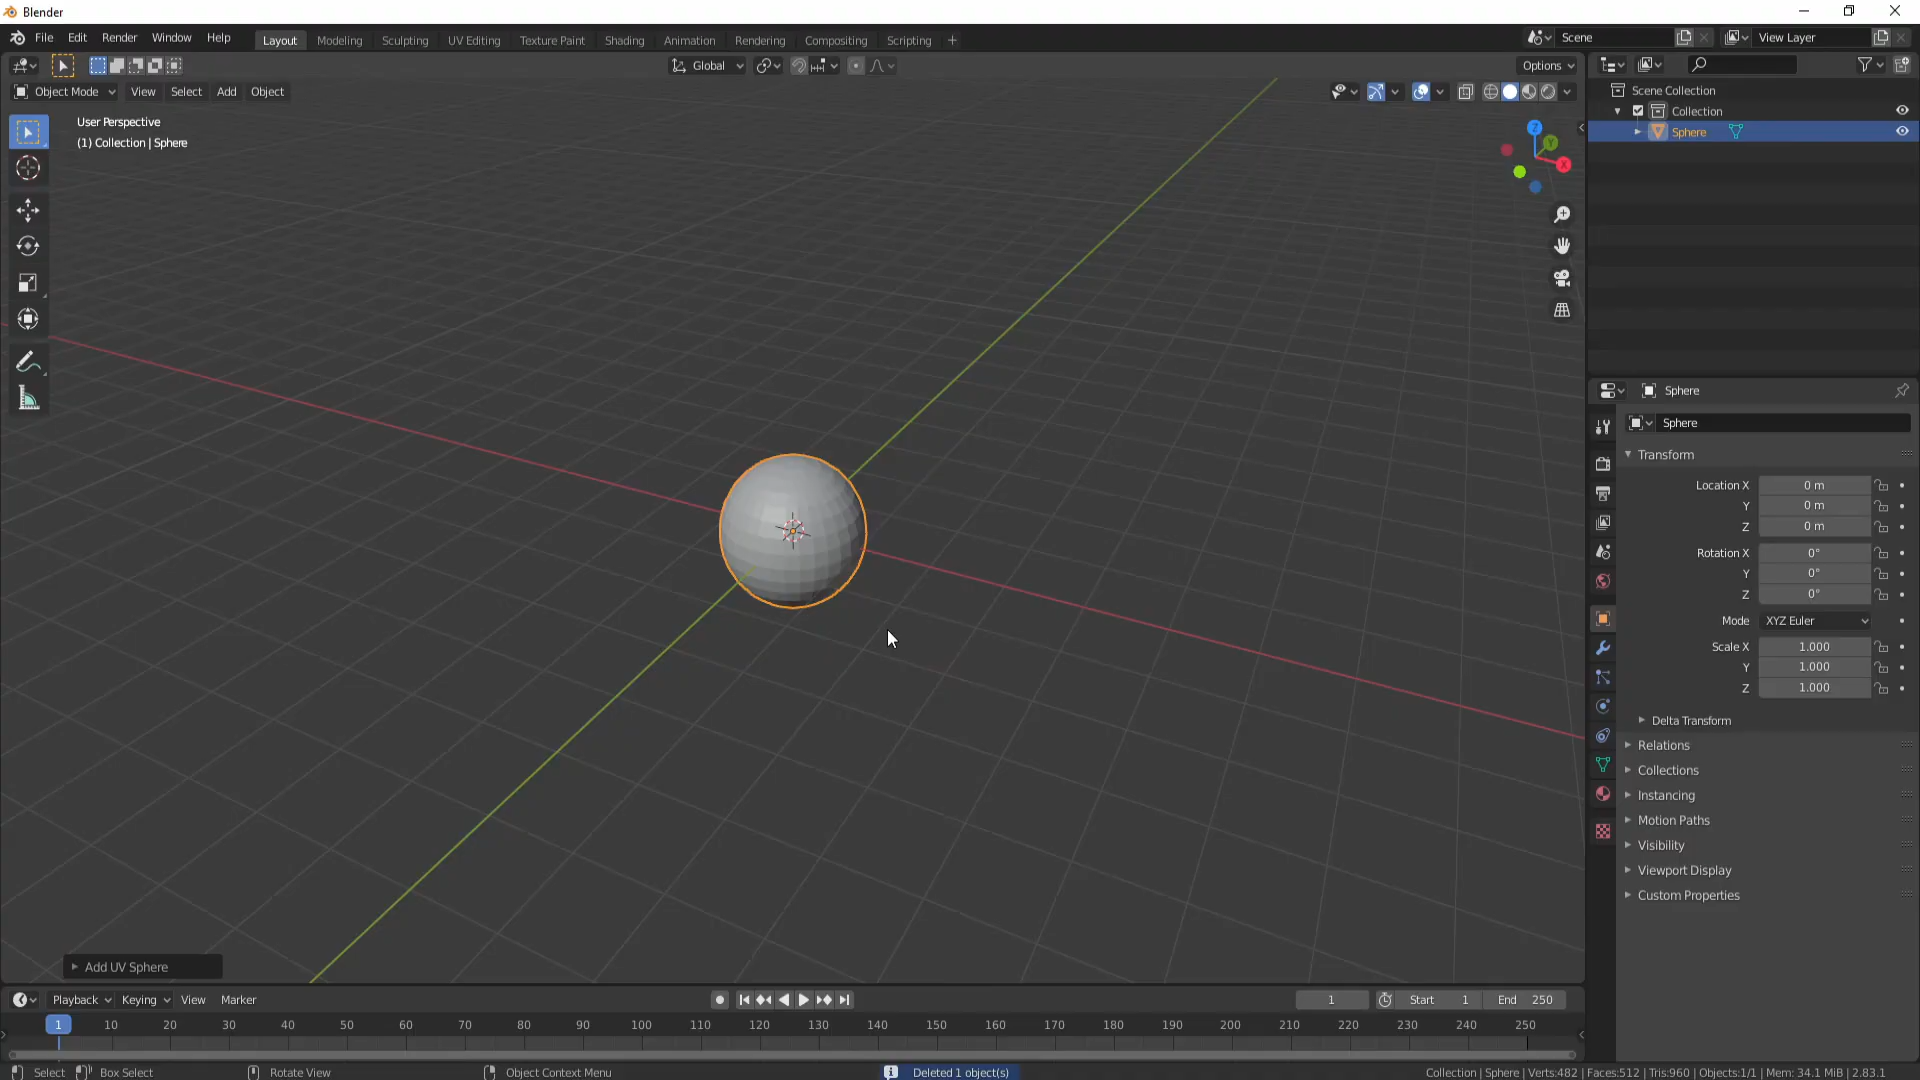 Blender
File Edit Render Window Help Layout Modeling Sculpting UV Editing Texture Paint Shading Animation Rendering Compositing Scripting + Scene View Layer
Global Options
Object Mode View Select Add Object
User Perspective
(1) Collection | Sphere
Z
Y
X
Scene Collection
Collection
Sphere
Sphere
Sphere
Transform
Location X 0 m
Y 0 m
Z 0 m
Rotation X 0°
Y 0°
Z 0°
Mode XYZ Euler
Scale X 1.000
Y 1.000
Z 1.000
Delta Transform
Relations
Collections
Instancing
Motion Paths
Visibility
Viewport Display
Custom Properties
Add UV Sphere
Playback Keying View Marker 1 Start 1 End 250
1 10 20 30 40 50 60 70 80 90 100 110 120 130 140 150 160 170 180 190 200 210 220 230 240 250
Select Box Select Rotate View Object Context Menu Deleted 1 object(s) Collection | Sphere | Verts:482 | Faces:512 | Tris:960 | Objects:1/1 | Mem: 34.1 MiB | 2.83.1